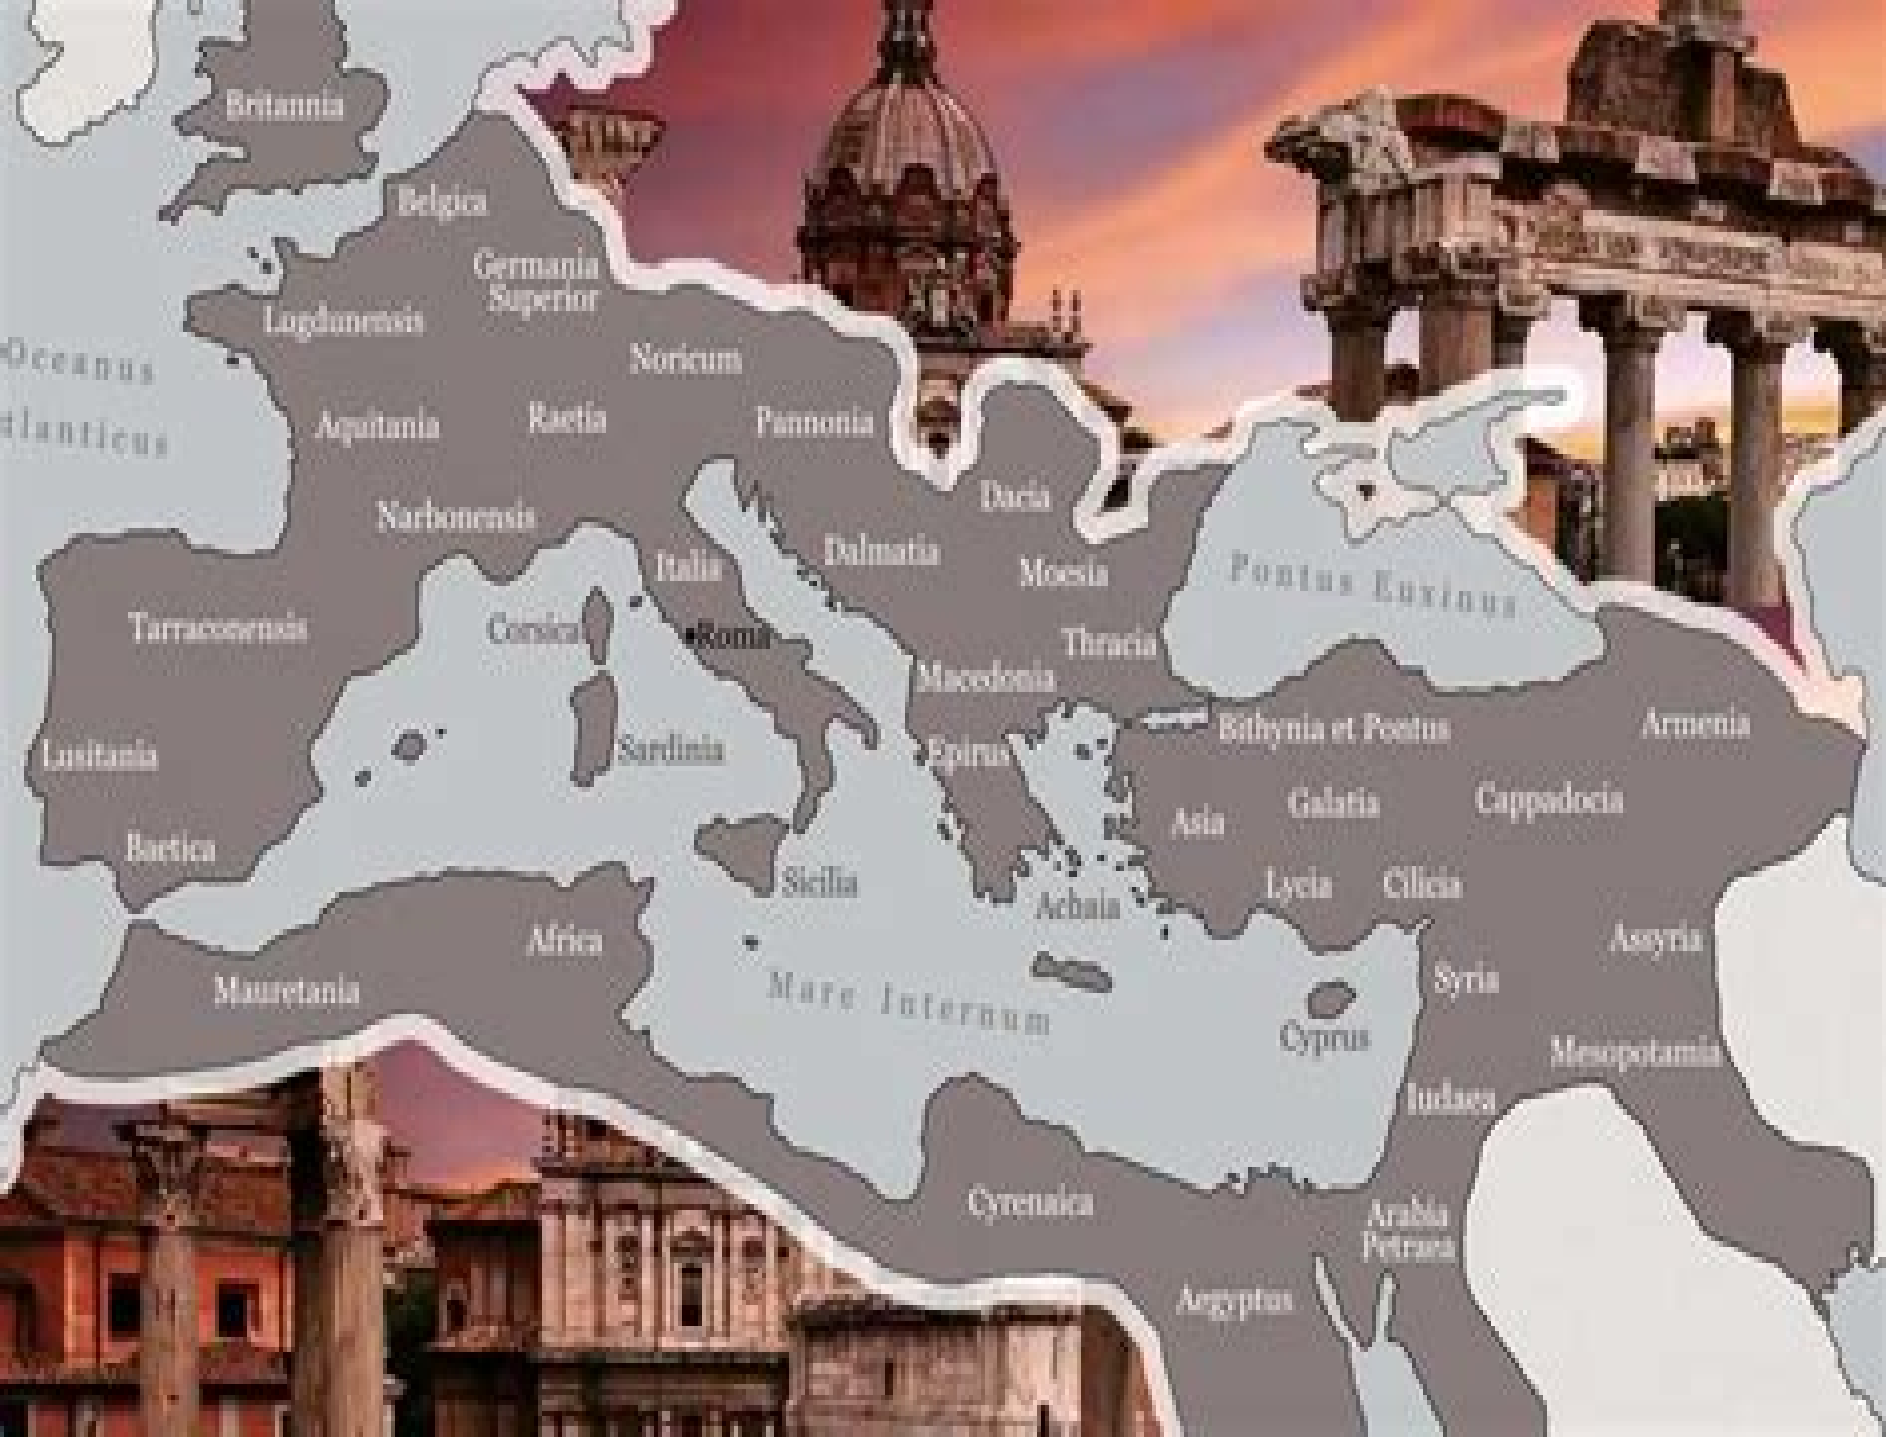 Britannia
Belgica
Germania
Superior
Lugdunensis
Oceanus
Noricum
Aquitania
Raetia
Pannonia
tlanticus
Dacia
Narbonensis
Italia
Dalmatia
Moesia
Pontus Euxinus
Tarraconensis
Corsica
Roma
Thracia
Macedonia
Lusitania
Sardinia
Epirus
Bithynia et Pontus
Armenia
Asia
Galatia
Cappadocia
Baetica
Sicilia
Achaia
Lycia
Cilicia
Africa
Assyria
Mauretania
Mare Internum
Syria
Cyprus
Mesopotamia
Iudaea
Cyrenaica
Arabia
Petraea
Aegyptus